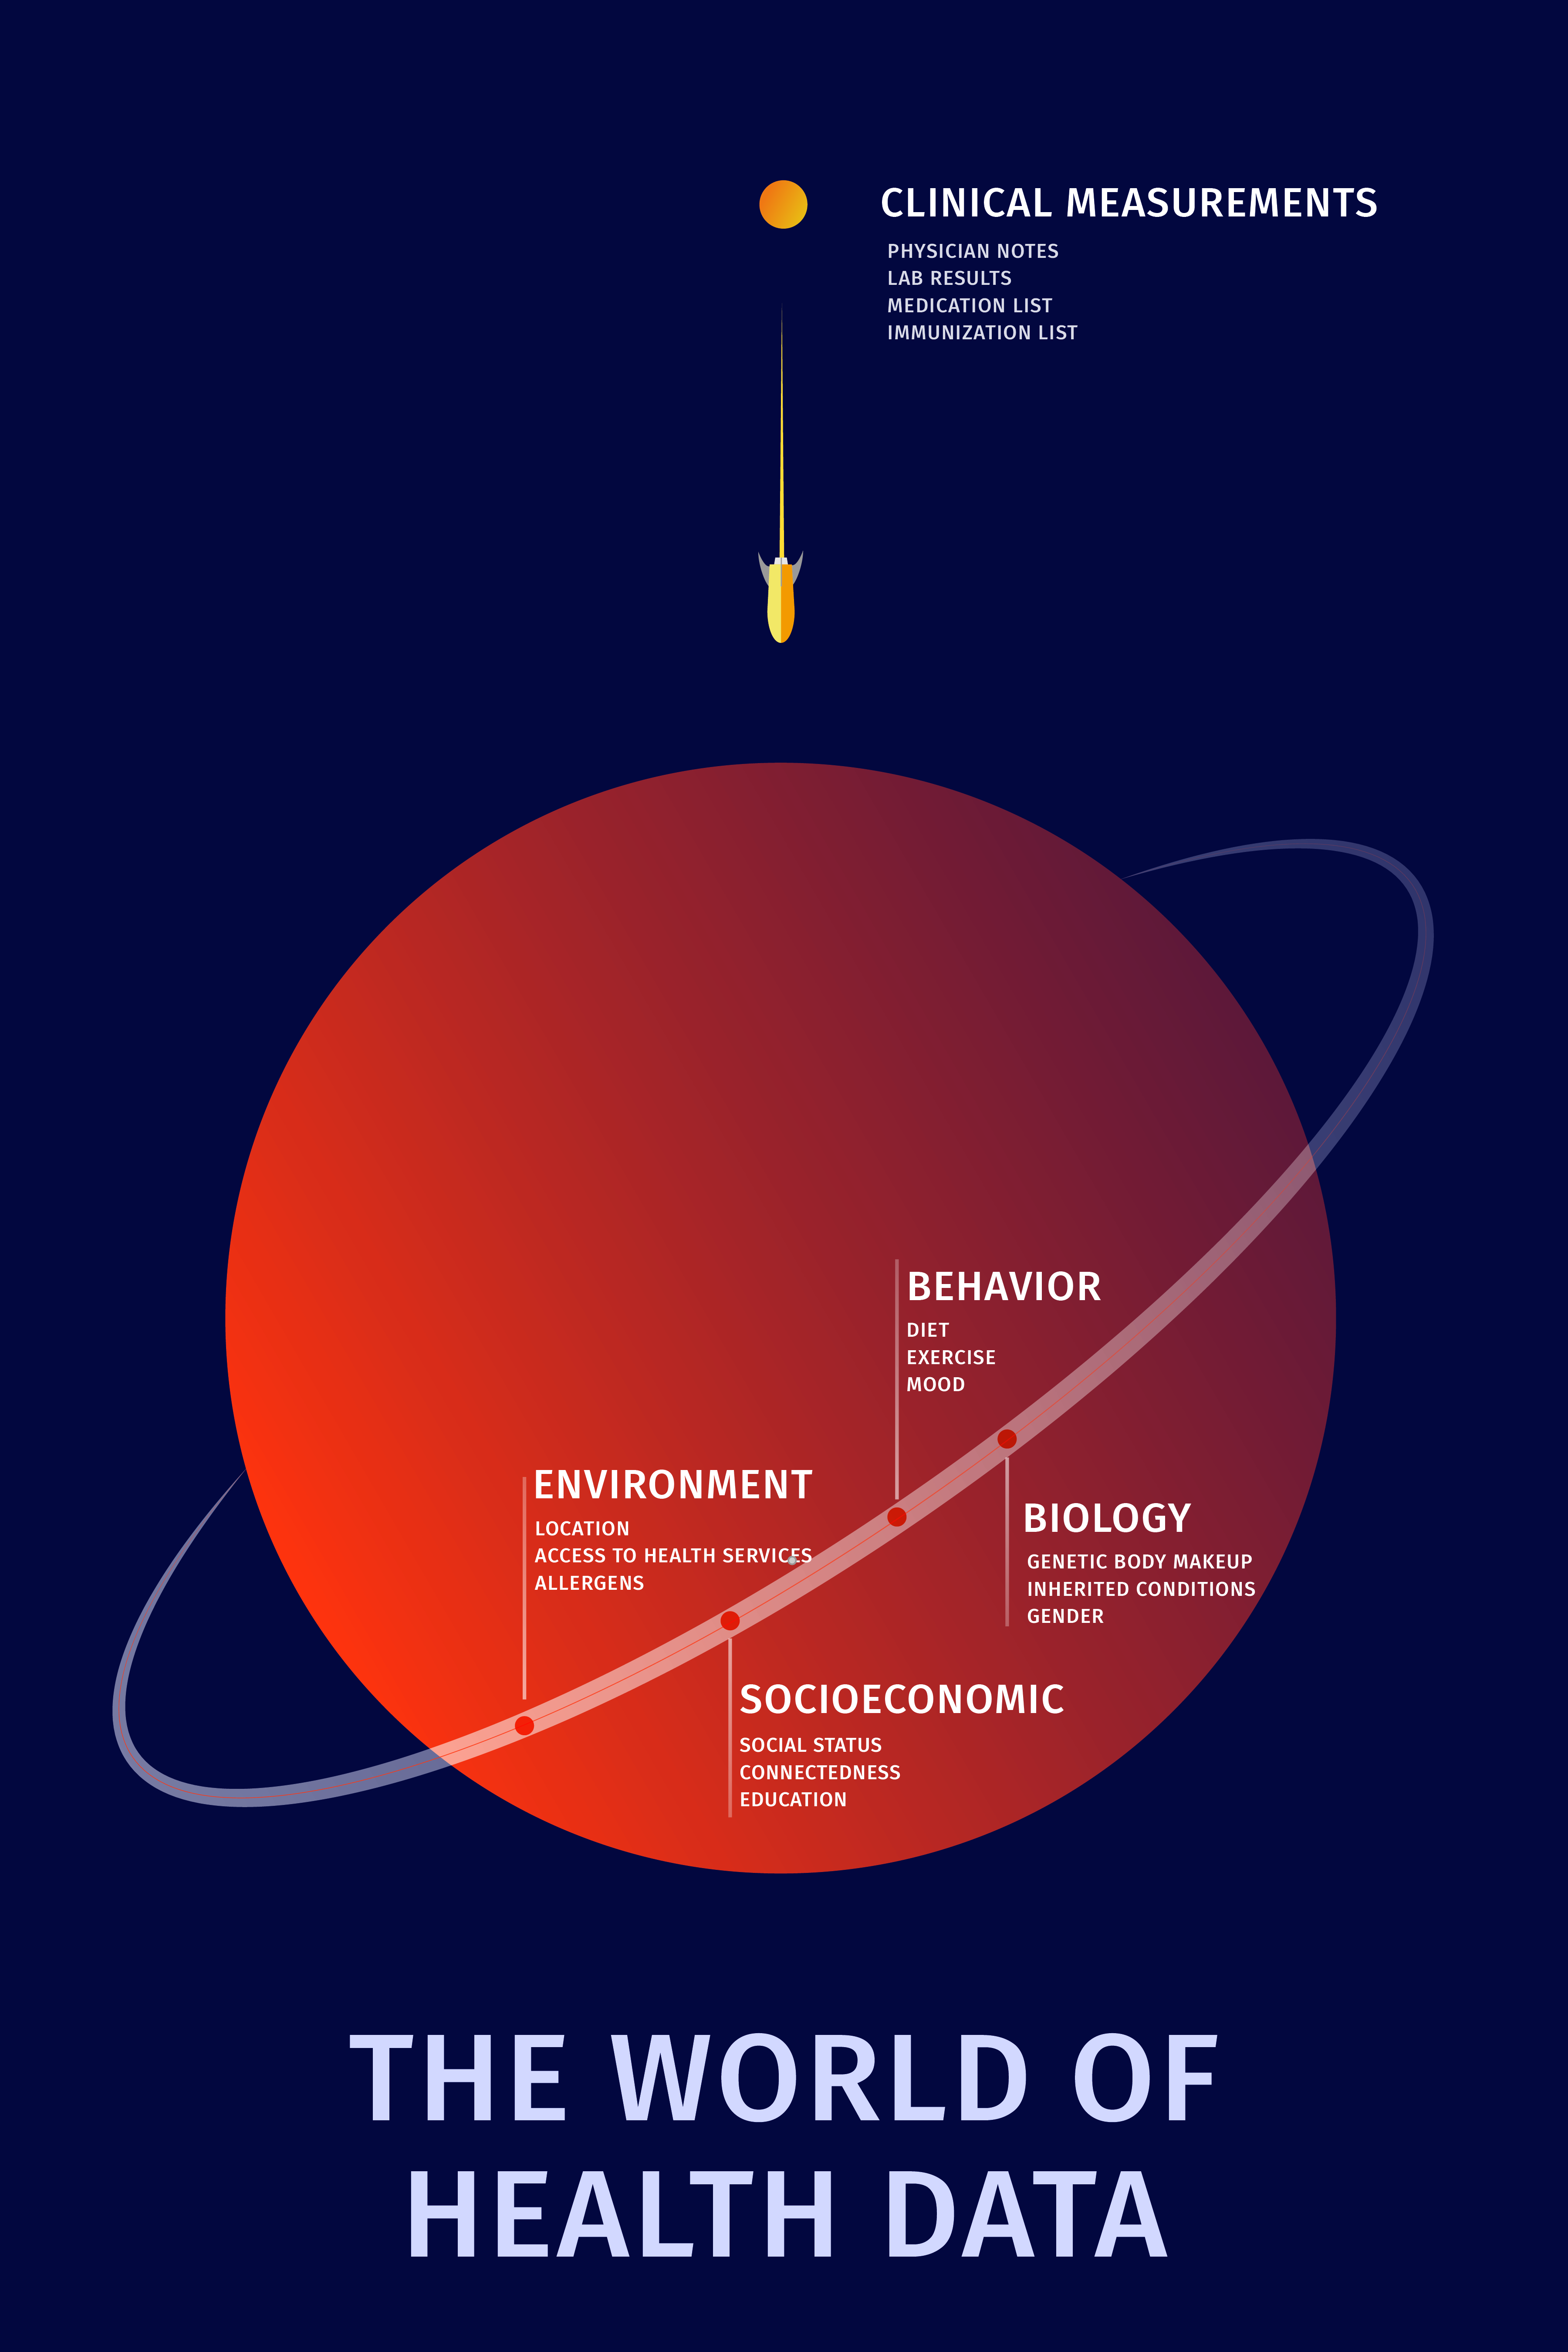 CLINICAL MEASUREMENTS
PHYSICIAN NOTES
LAB RESULTS
MEDICATION LIST
IMMUNIZATION LIST
BEHAVIOR
DIET
EXERCISE
MOOD
ENVIRONMENT
LOCATION
ACCESS TO HEALTH SERVICES
ALLERGENS
BIOLOGY
GENETIC BODY MAKEUP
INHERITED CONDITIONS
GENDER
SOCIOECONOMIC
SOCIAL STATUS
CONNECTEDNESS
EDUCATION
THE WORLD OF
HEALTH DATA